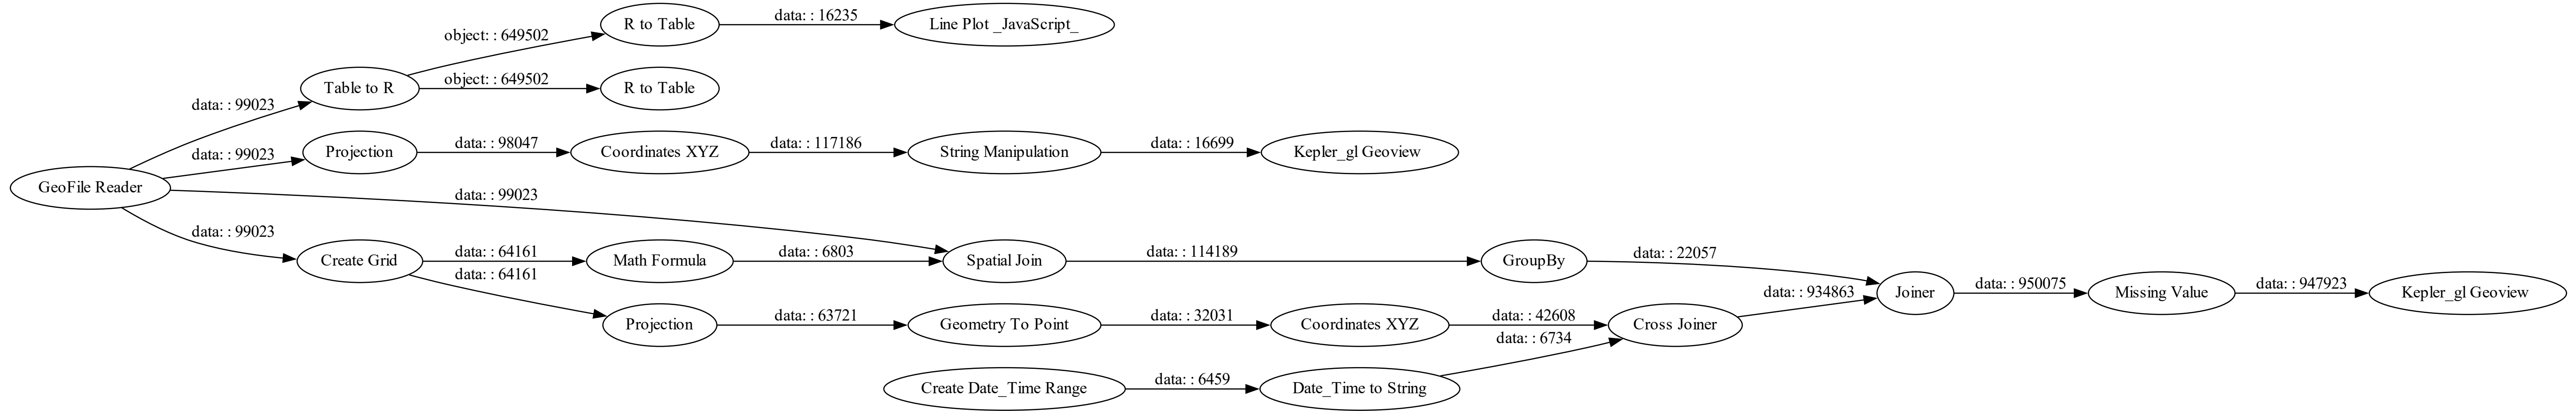 R to Table
data: : 16235
Line Plot _JavaScript_
object: : 649502
Table to R
object: : 649502
R to Table
data: : 99023
Projection
data: : 98047
Coordinates XYZ
data: : 117186
String Manipulation
data: : 16699
Kepler_gl Geoview
data: : 99023
GeoFile Reader
data: : 99023
data: : 99023
Create Grid
data: : 64161
Math Formula
data: : 6803
Spatial Join
data: : 114189
GroupBy
data: : 22057
data: : 64161
Projection
data: : 63721
Geometry To Point
data: : 32031
Coordinates XYZ
data: : 42608
Cross Joiner
data: : 934863
Joiner
data: : 950075
Missing Value
data: : 947923
Kepler_gl Geoview
data: : 6734
Create Date_Time Range
data: : 6459
Date_Time to String